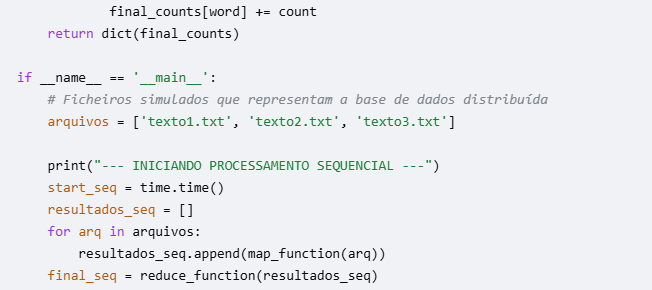 final_counts[word] += count
return dict(final_counts)
if __name__ == '__main__':
# Ficheiros simulados que representam a base de dados distribuída
arquivos = ['texto1.txt', 'texto2.txt', 'texto3.txt']
print("--- INICIANDO PROCESSAMENTO SEQUENCIAL ---")
start_seq = time.time()
resultados_seq = []
for arq in arquivos:
resultados_seq.append(map_function(arq))
final_seq = reduce_function(resultados_seq)